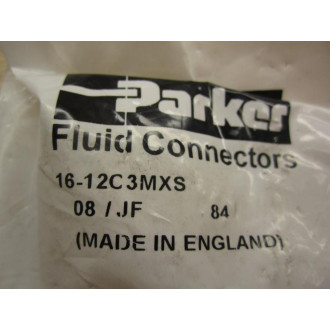 Parker
Fluid Connectors
16-12C3MXS
08 / JF 84
(MADE IN ENGLAND)